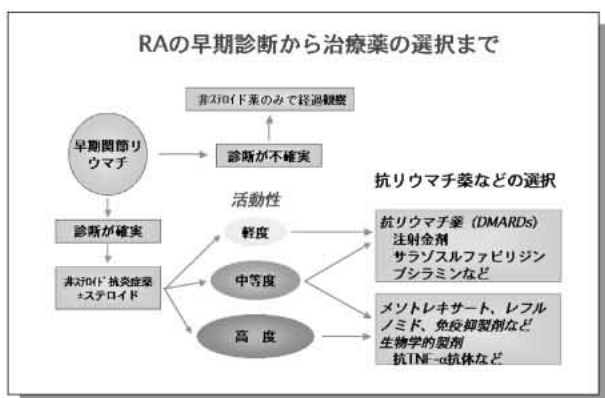 RAの早期診断から治療薬の選択まで
非ステロイド薬のみで経過観察
早期関節リ
ウマチ
診断が不確実
抗リウマチ薬などの選択
活動性
診断が確実
軽度
抗リウマチ薬（DMARDs）
注射金剤
サラゾスルファピリジン
ブシラミンなど
非ステロイド抗炎症薬
±ステロイド
中等度
メソトレキサート、レフル
ノミド、免疫抑製剤など
生物学的製剤
抗TNF-α抗体など
高　度